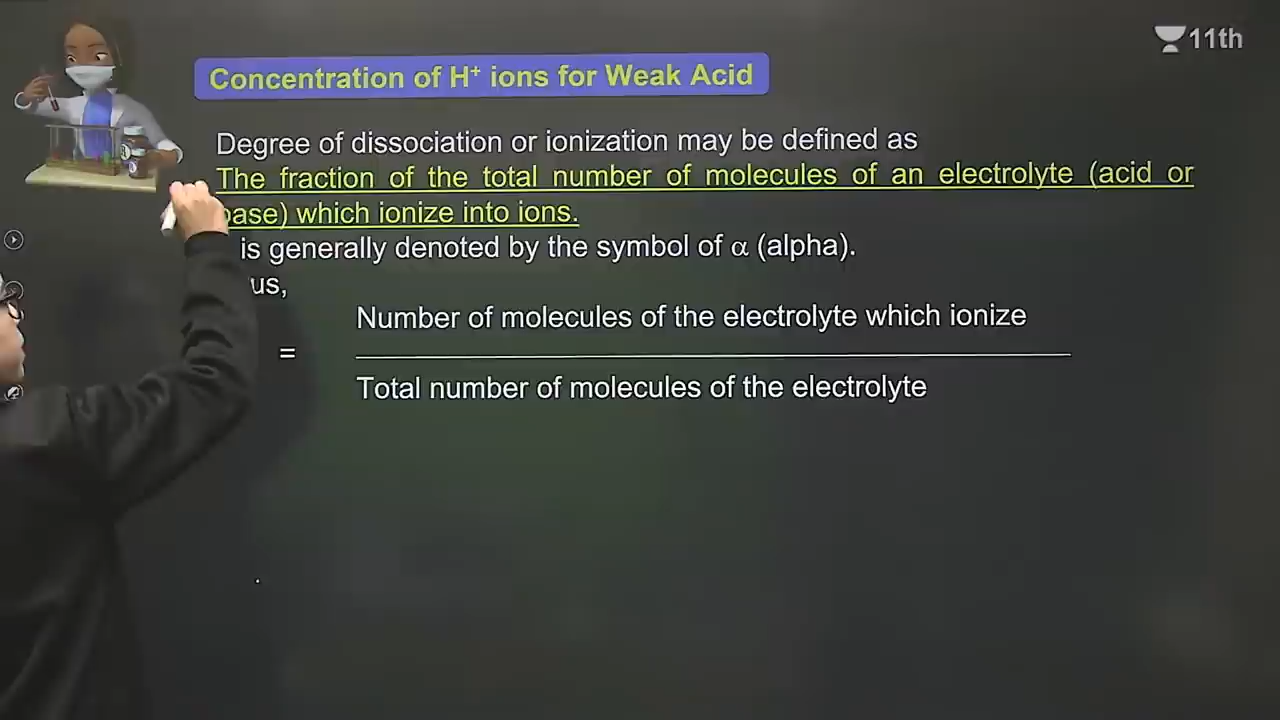 11th
Concentration of H⁺ ions for Weak Acid
Degree of dissociation or ionization may be defined as
The fraction of the total number of molecules of an electrolyte (acid or
base) which ionize into ions.
is generally denoted by the symbol of α (alpha).
us,
Number of molecules of the electrolyte which ionize
=
Total number of molecules of the electrolyte